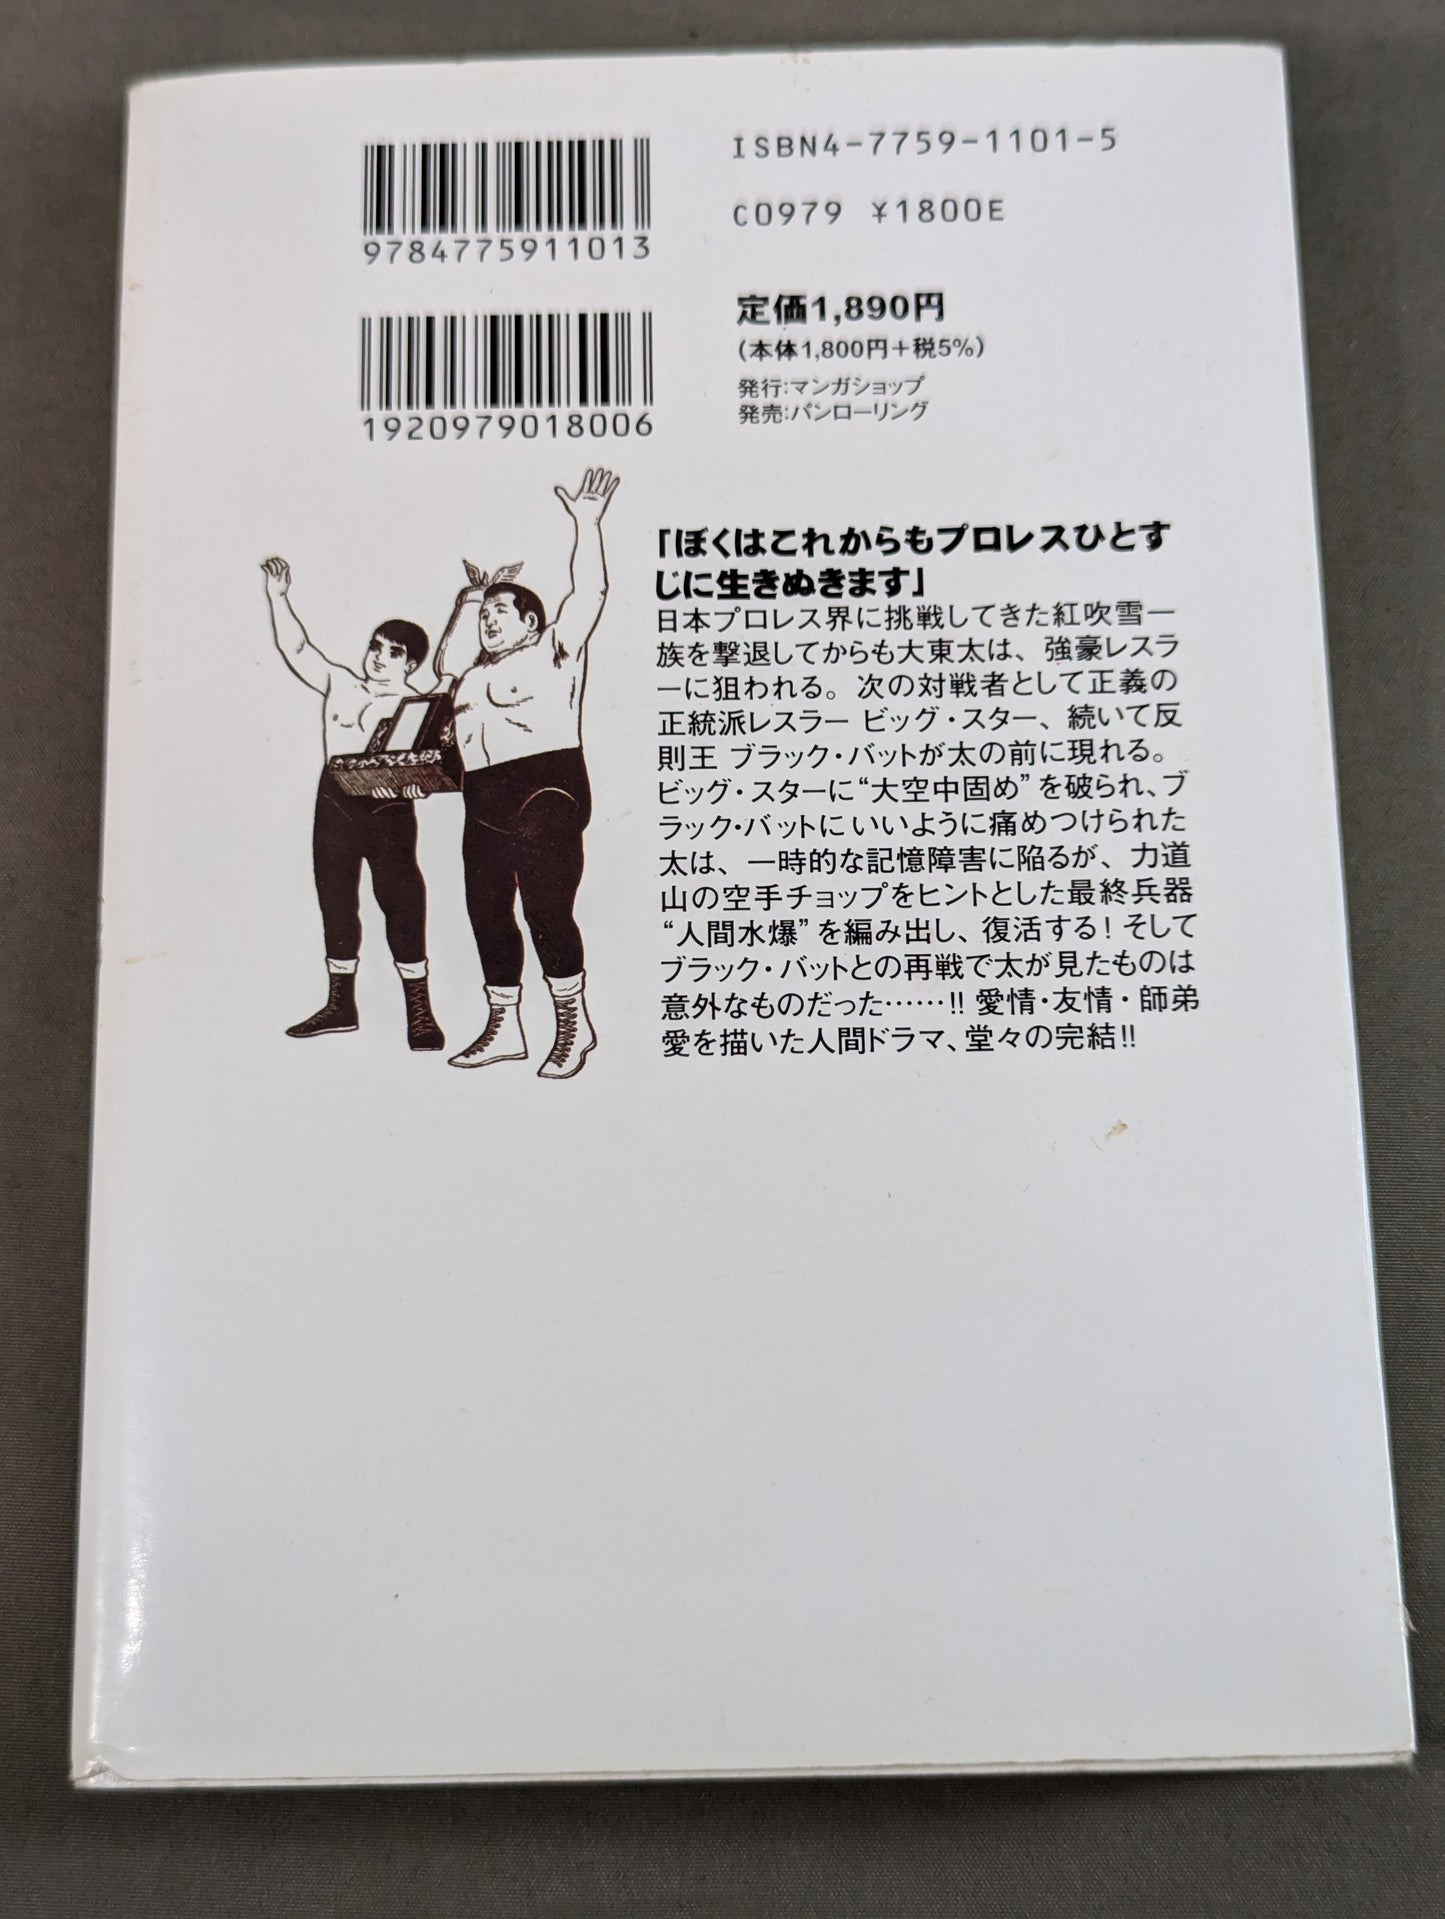 9784775911013
1920979018006
ISBN4-7759-1101-5
C0979 ¥1800E
定価1,890円
(本体1,800円＋税5%)
発行:マンガショップ
発売:パンローリング
「ぼくはこれからもプロレスひとす
じに生きぬきます」
日本プロレス界に挑戦してきた紅吹雪一
族を撃退してからも大東太は、強豪レスラ
ーに狙われる。次の対戦者として正義の
正統派レスラー ビッグ・スター、続いて反
則王 ブラック・バットが太の前に現れる。
ビッグ・スターに“大空中固め”を破られ、ブ
ラック・バットにいいように痛めつけられた
太は、一時的な記憶障害に陥るが、力道
山の空手チョップをヒントとした最終兵器
“人間水爆”を編み出し、復活する! そして
ブラック・バットとの再戦で太が見たものは
意外なものだった……!! 愛情・友情・師弟
愛を描いた人間ドラマ、堂々の完結!!